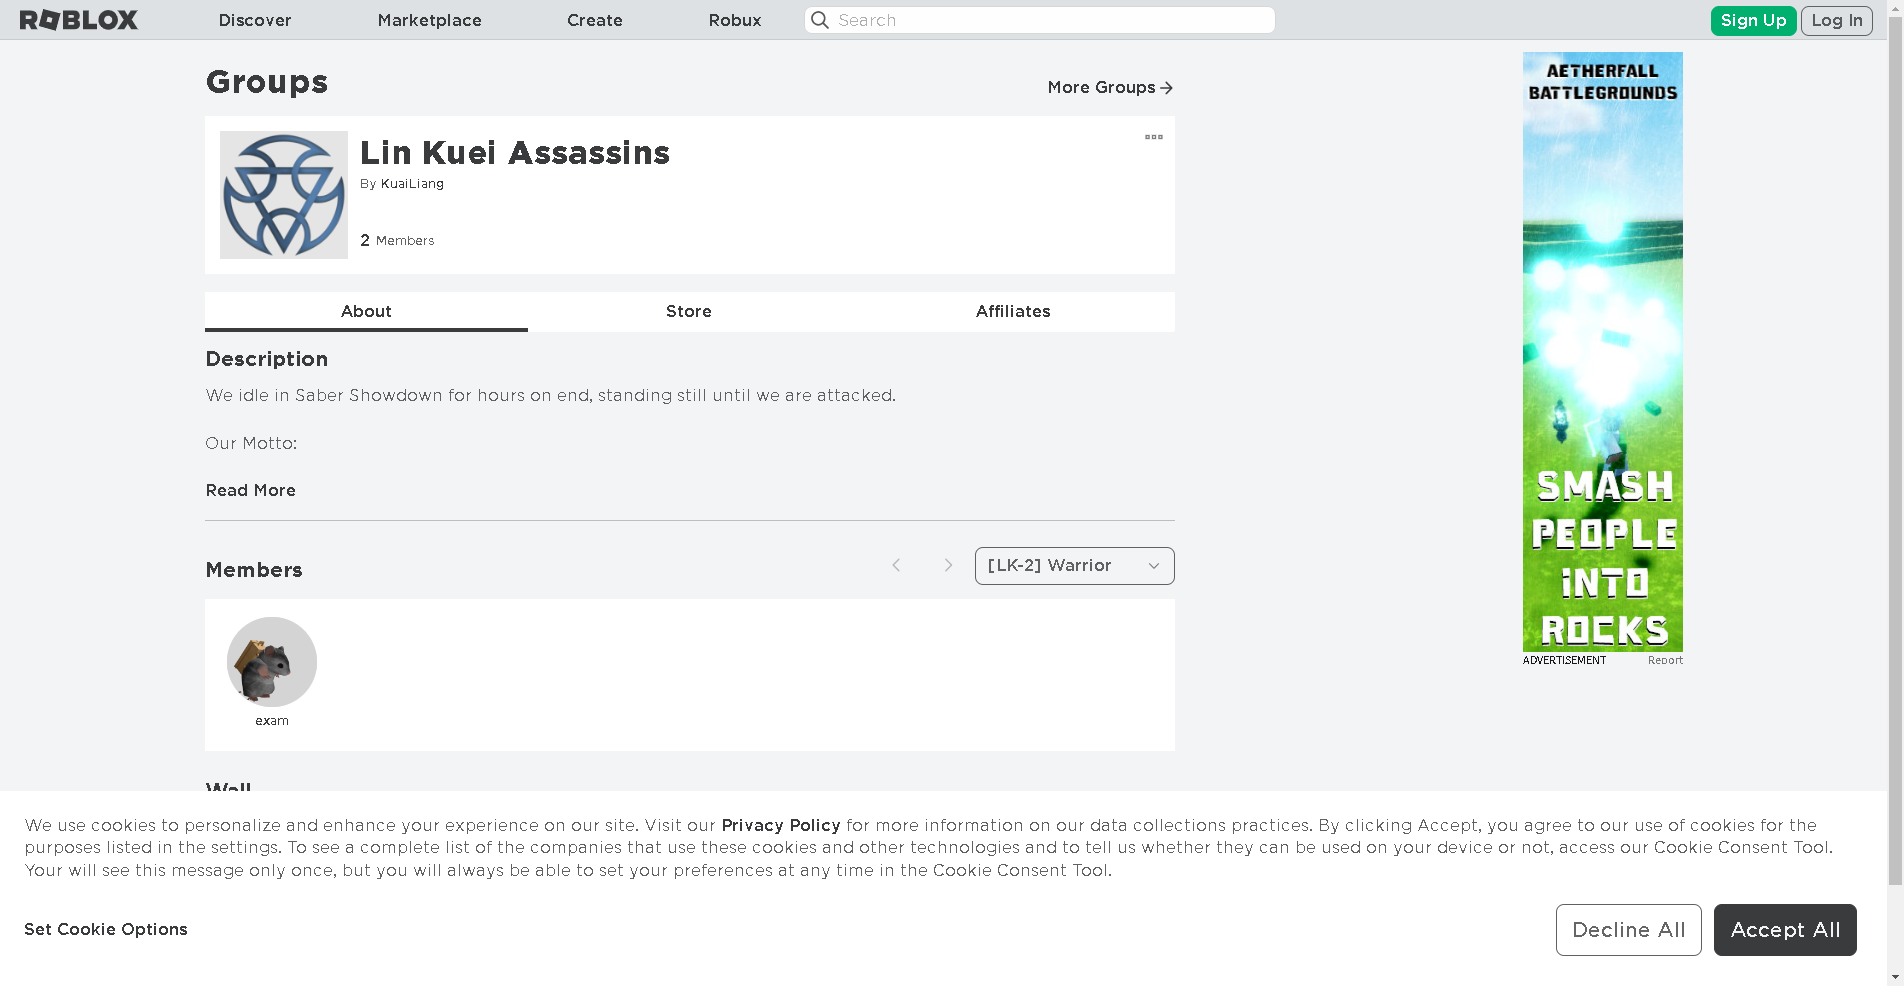 ROBLOX
Discover
Marketplace
Create
Robux
Search
Sign Up
Log In
Groups
More Groups
Lin Kuei Assassins
By KuaiLiang
2 Members
About
Store
Affiliates
Description
We idle in Saber Showdown for hours on end, standing still until we are attacked.
Our Motto:
Read More
Members
[LK-2] Warrior
exam
Wall
AETHERFALL
BATTLEGROUNDS
SMASH
PEOPLE
iNTO
ROCKS
ADVERTISEMENT
Report
We use cookies to personalize and enhance your experience on our site. Visit our Privacy Policy for more information on our data collections practices. By clicking Accept, you agree to our use of cookies for the
purposes listed in the settings. To see a complete list of the companies that use these cookies and other technologies and to tell us whether they can be used on your device or not, access our Cookie Consent Tool.
Your will see this message only once, but you will always be able to set your preferences at any time in the Cookie Consent Tool.
Set Cookie Options
Decline All
Accept All